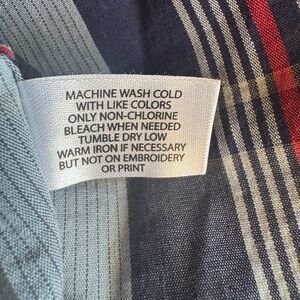 MACHINE WASH COLD
WITH LIKE COLORS
ONLY NON-CHLORINE
BLEACH WHEN NEEDED
TUMBLE DRY LOW
WARM IRON IF NECESSARY
BUT NOT ON EMBROIDERY
OR PRINT